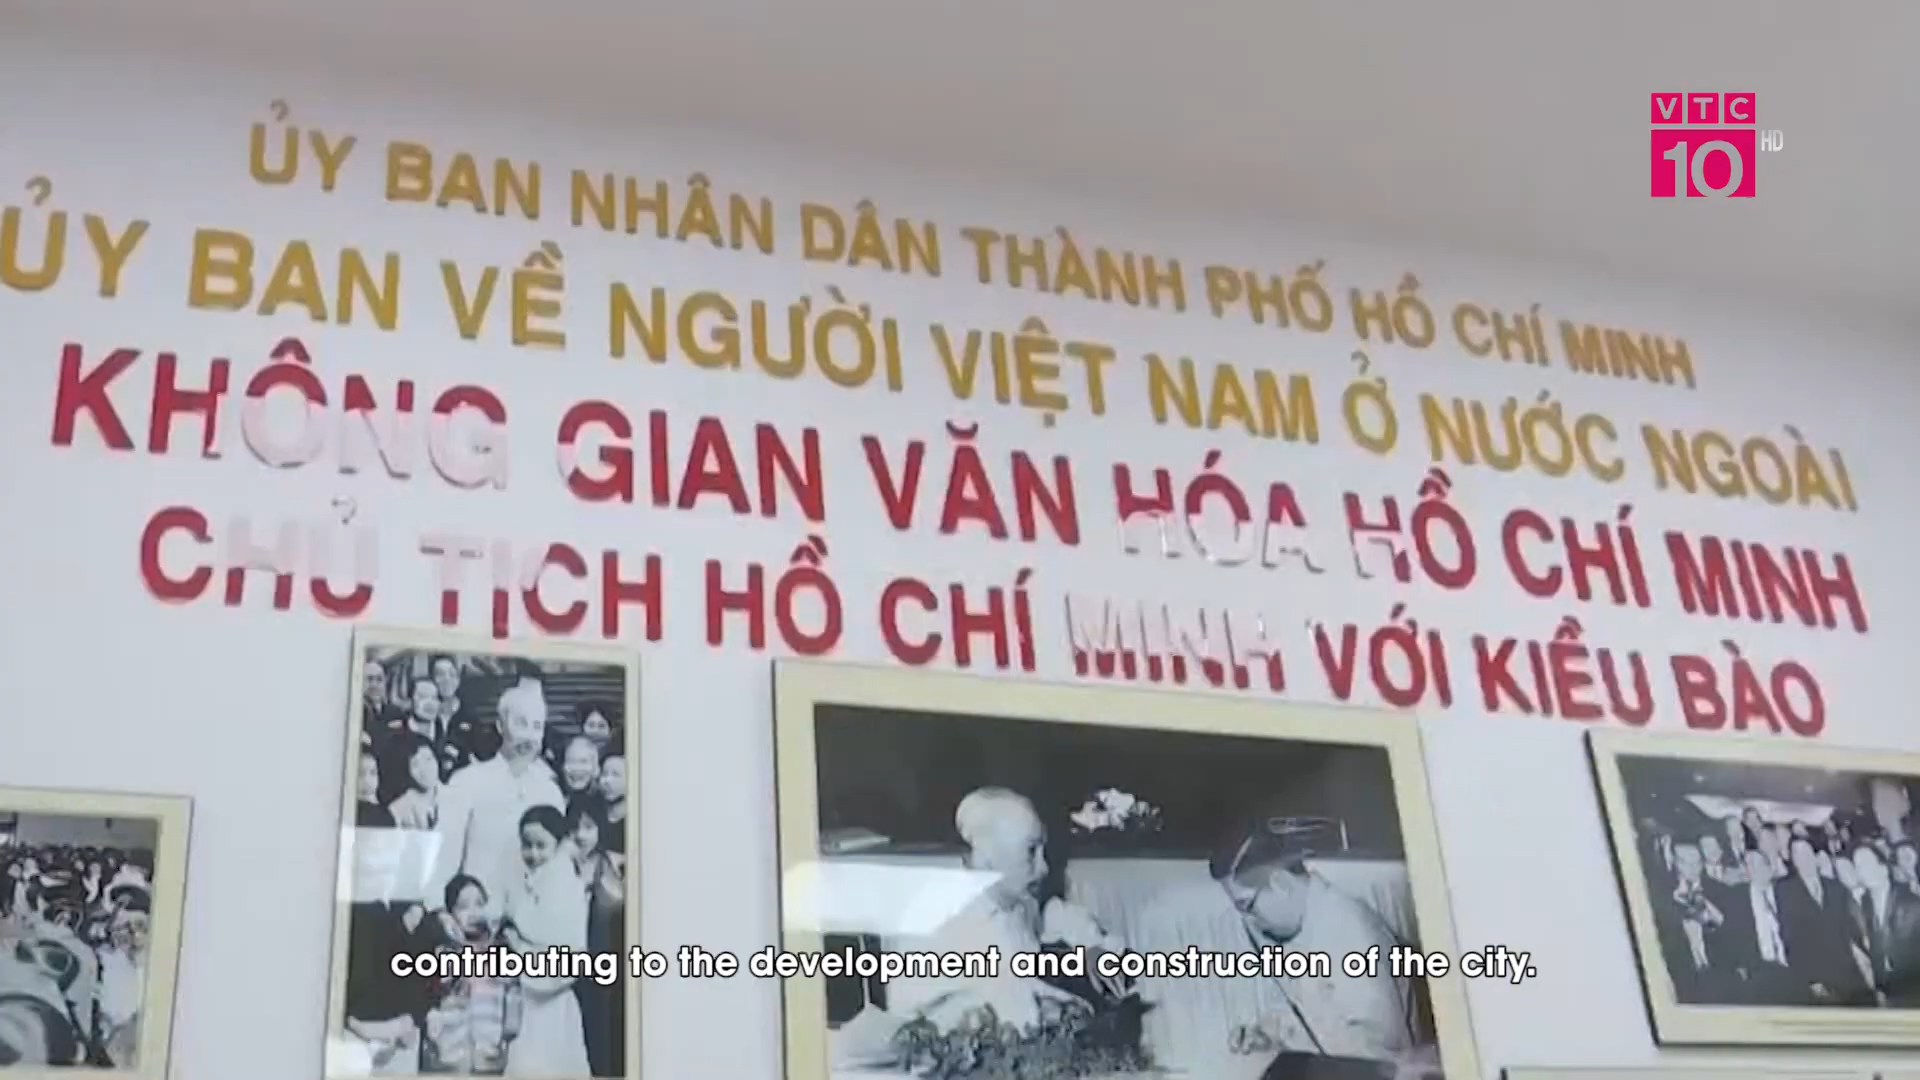 VTC
10 HD
ỦY BAN NHÂN DÂN THÀNH PHỐ HỒ CHÍ MINH
ỦY BAN VỀ NGƯỜI VIỆT NAM Ở NƯỚC NGOÀI
KHÔNG GIAN VĂN HÓA HỒ CHÍ MINH
CHỦ TỊCH HỒ CHÍ MINH VỚI KIỀU BÀO
contributing to the development and construction of the city.